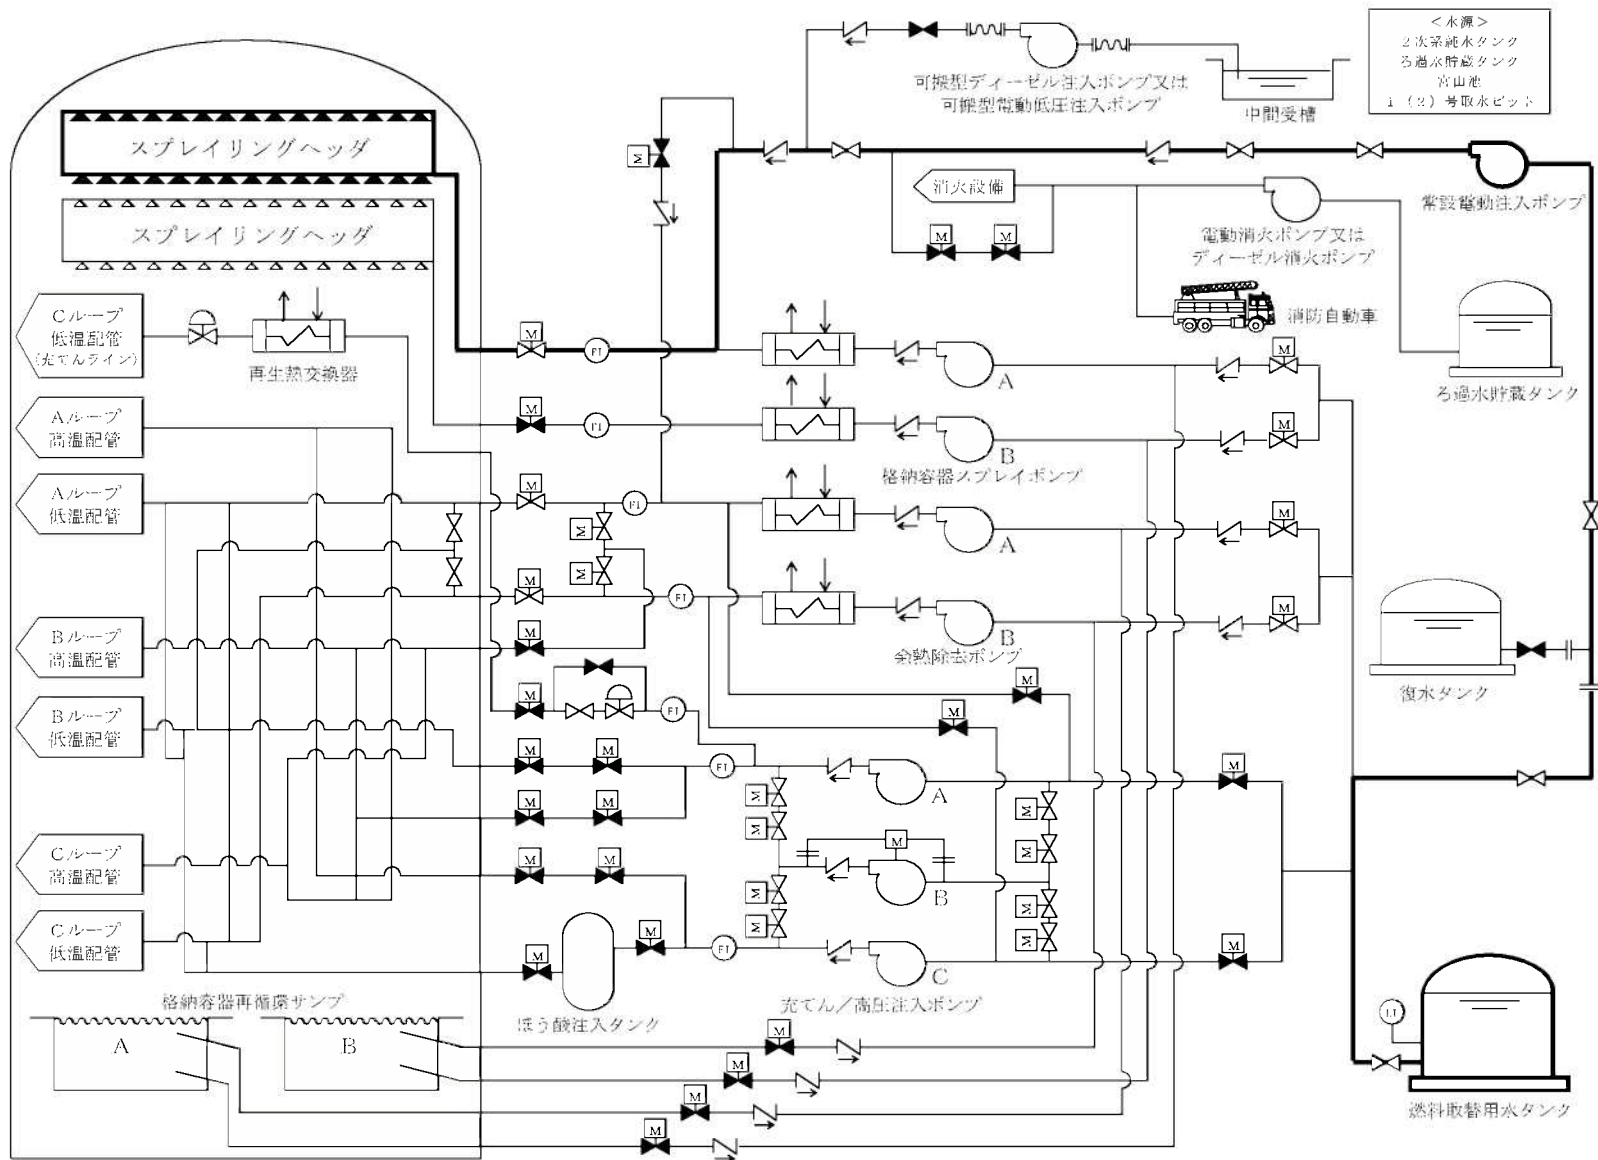 <水源>
2次系純水タンク
ろ過水貯蔵タンク
宮山池
1(2)号取水ピット
可搬型ディーゼル注入ポンプ又は
可搬型電動低圧注入ポンプ
中間受槽
スプレイリングヘッダ
M
消火設備
常設電動注入ポンプ
スプレイリングヘッダ
M
M
電動消火ポンプ又は
ディーゼル消火ポンプ
消防自動車
Cループ
低温配管
(充てんライン)
再生熱交換器
M
FI
A
M
ろ過水貯蔵タンク
Aループ
高温配管
M
FI
B
M
格納容器スプレイポンプ
Aループ
低温配管
M
FI
M
A
M
M
M
FI
B
M
余熱除去ポンプ
Bループ
高温配管
M
M
復水タンク
M
FI
M
Bループ
低温配管
M
M
FI
A
M
M
M
M
M
M
M
M
M
B
Cループ
高温配管
M
M
M
M
M
M
Cループ
低温配管
M
M
FI
C
M
ほう酸注入タンク
充てん/高圧注入ポンプ
格納容器再循環サンプ
A
B
M
M
M
M
LI
燃料取替用水タンク